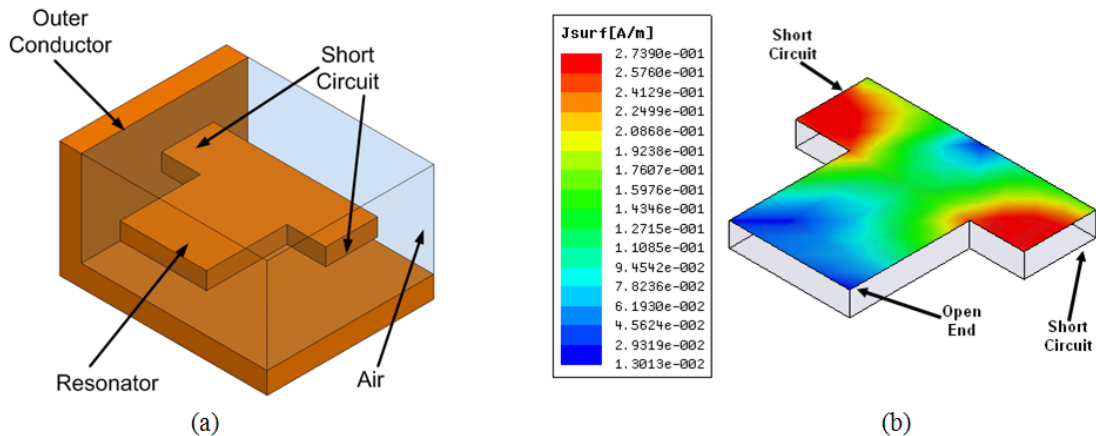 Outer
Conductor
Short
Circuit
Resonator
Air
(a)
Jsurf[A/m]
2.7390e-001
2.5760e-001
2.4129e-001
2.2499e-001
2.0868e-001
1.9238e-001
1.7607e-001
1.5976e-001
1.4346e-001
1.2715e-001
1.1085e-001
9.4542e-002
7.8236e-002
6.1930e-002
4.5624e-002
2.9319e-002
1.3013e-002
Short
Circuit
Open
End
Short
Circuit
(b)